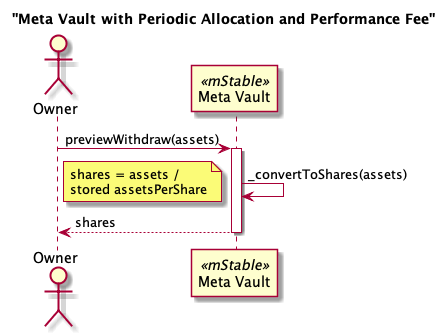 "Meta Vault with Periodic Allocation and Performance Fee"
Owner
«mStable»
Meta Vault
previewWithdraw(assets)
shares = assets /
stored assetsPerShare
_convertToShares(assets)
shares
Owner
«mStable»
Meta Vault